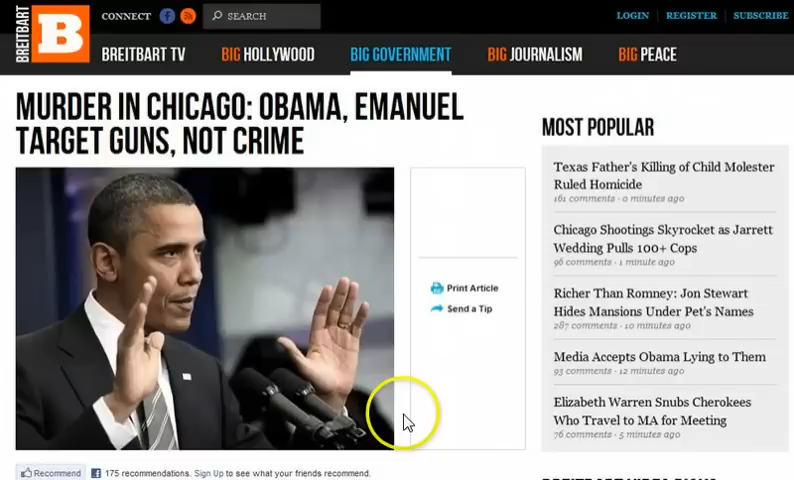 BREITBART
B
CONNECT
SEARCH
LOGIN
REGISTER
SUBSCRIBE
BREITBART TV
BIG HOLLYWOOD
BIG GOVERNMENT
BIG JOURNALISM
BIG PEACE
MURDER IN CHICAGO: OBAMA, EMANUEL
TARGET GUNS, NOT CRIME
Print Article
Send a Tip
Recommend
175 recommendations. Sign Up to see what your friends recommend.
MOST POPULAR
Texas Father's Killing of Child Molester
Ruled Homicide
161 comments · 0 minutes ago
Chicago Shootings Skyrocket as Jarrett
Wedding Pulls 100+ Cops
96 comments · 1 minute ago
Richer Than Romney: Jon Stewart
Hides Mansions Under Pet's Names
287 comments · 10 minutes ago
Media Accepts Obama Lying to Them
93 comments · 12 minutes ago
Elizabeth Warren Snubs Cherokees
Who Travel to MA for Meeting
76 comments · 5 minutes ago